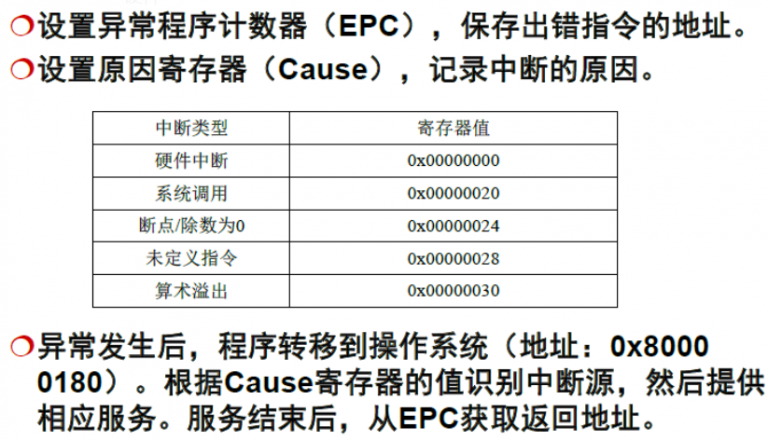 设置异常程序计数器（EPC），保存出错指令的地址。
设置原因寄存器（Cause），记录中断的原因。
中断类型 寄存器值
硬件中断 0x00000000
系统调用 0x00000020
断点/除数为0 0x00000024
未定义指令 0x00000028
算术溢出 0x00000030
异常发生后，程序转移到操作系统（地址：0x8000
0180）。根据Cause寄存器的值识别中断源，然后提供
相应服务。服务结束后，从EPC获取返回地址。